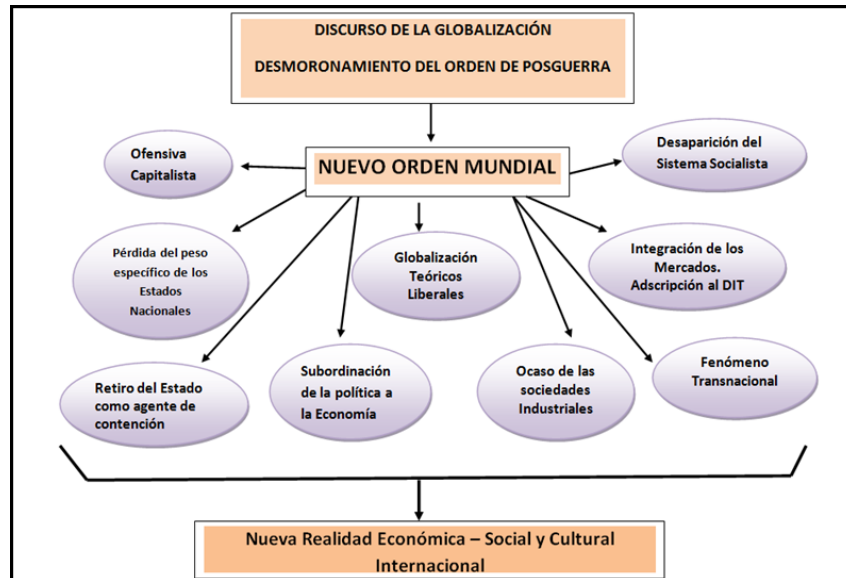 DISCURSO DE LA GLOBALIZACIÓN
DESMORONAMIENTO DEL ORDEN DE POSGUERRA
Ofensiva
Capitalista
NUEVO ORDEN MUNDIAL
Desaparición del
Sistema Socialista
Pérdida del peso
específico de los
Estados
Nacionales
Globalización
Teóricos
Liberales
Integración de los
Mercados.
Adscripción al DIT
Retiro del Estado
como agente de
contención
Subordinación
de la política a
la Economía
Ocaso de las
sociedades
Industriales
Fenómeno
Transnacional
Nueva Realidad Económica – Social y Cultural
Internacional